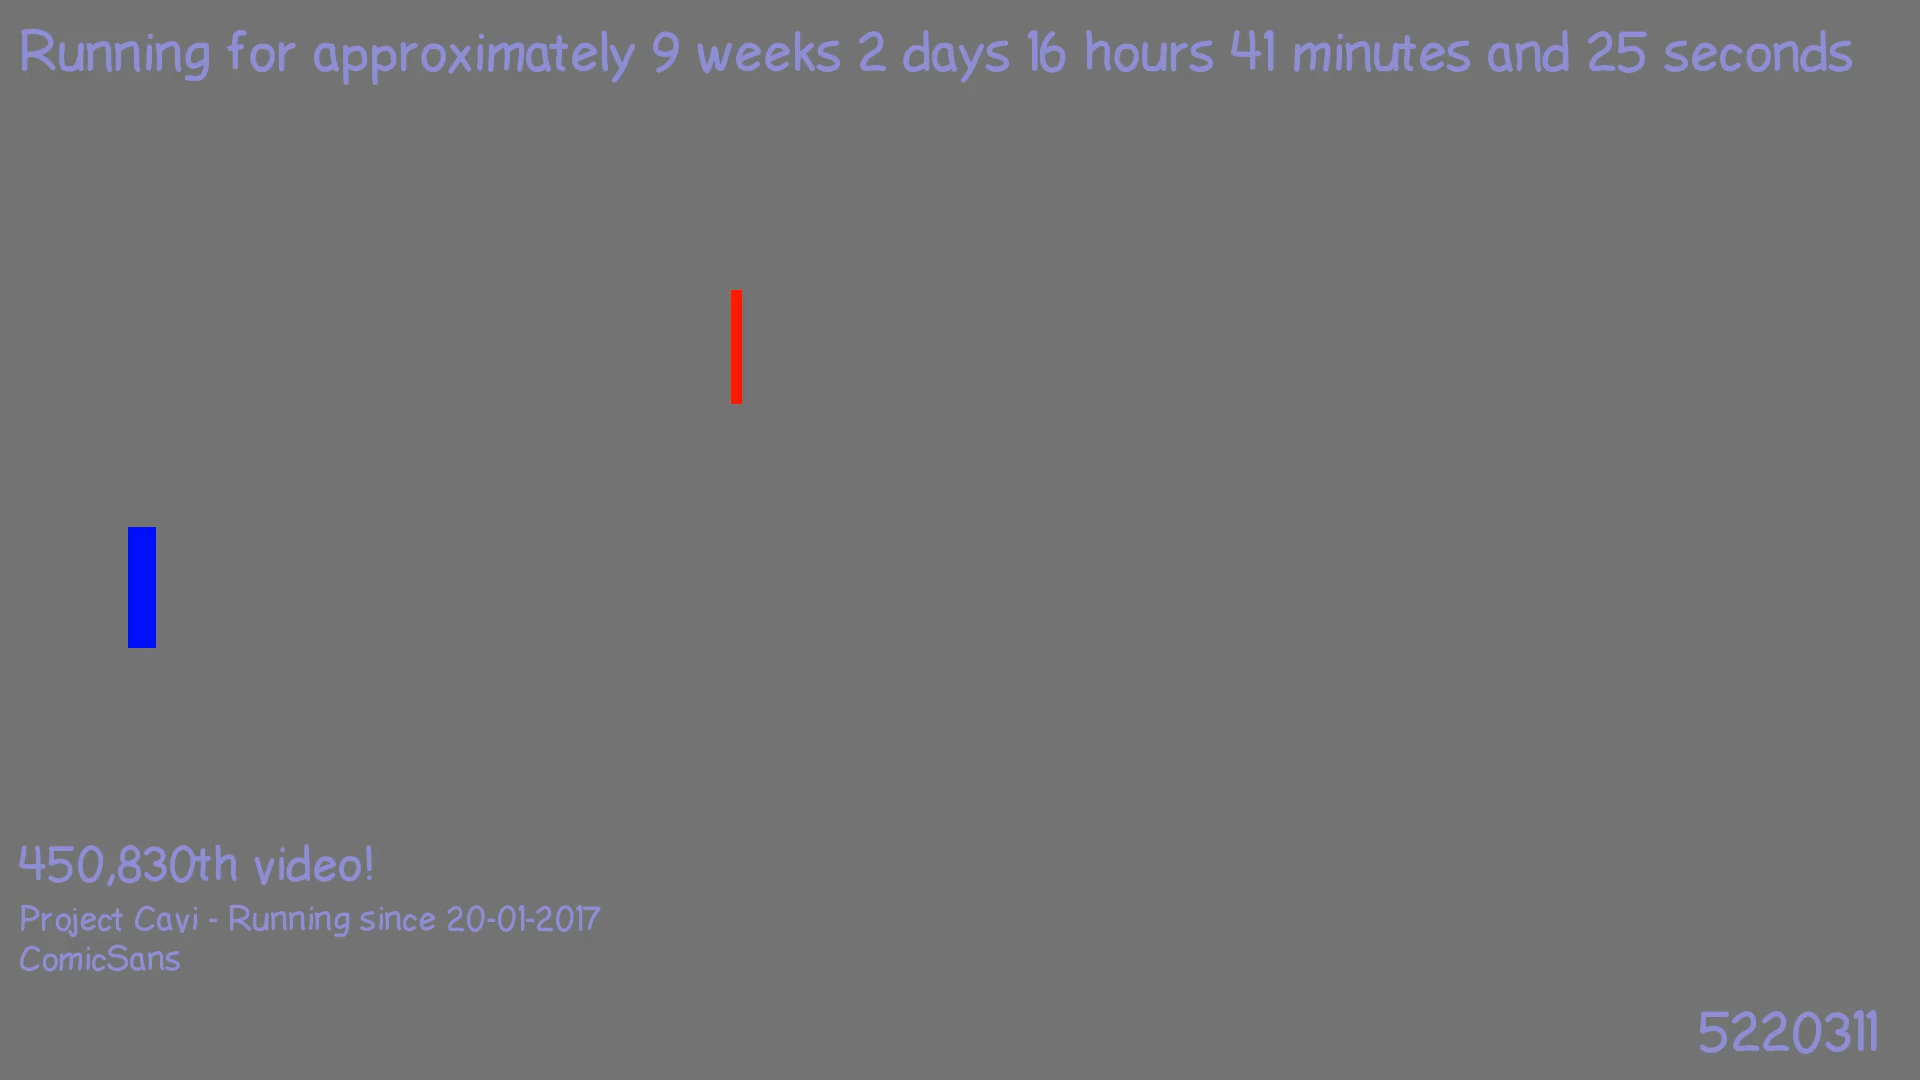 Running for approximately 9 weeks 2 days 16 hours 41 minutes and 25 seconds
450,830th video!
Project Cavi - Running since 20-01-2017
ComicSans
5220311